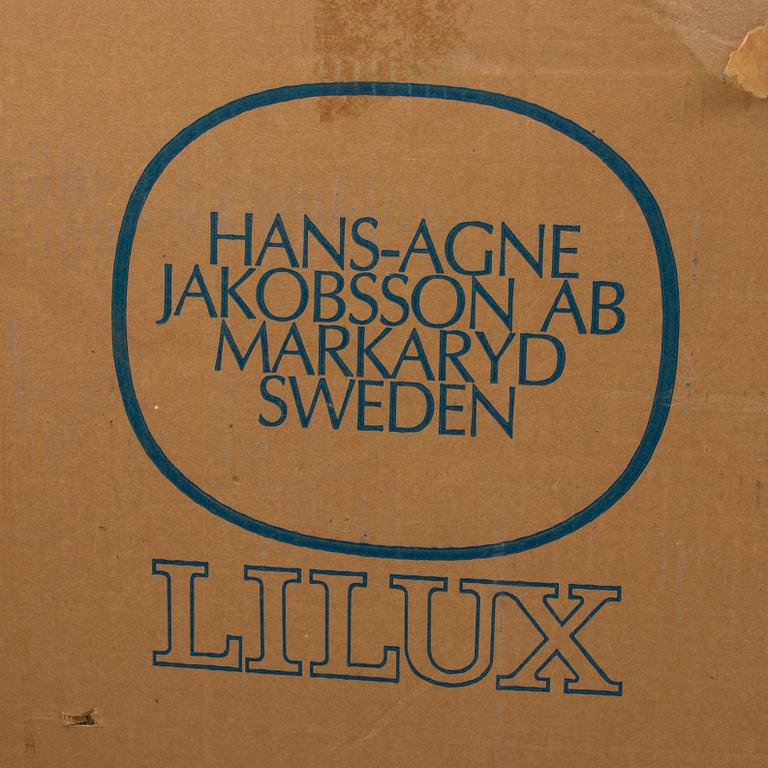 HANS-AGNE
JAKOBSSON AB
MARKARYD
SWEDEN
LILUX